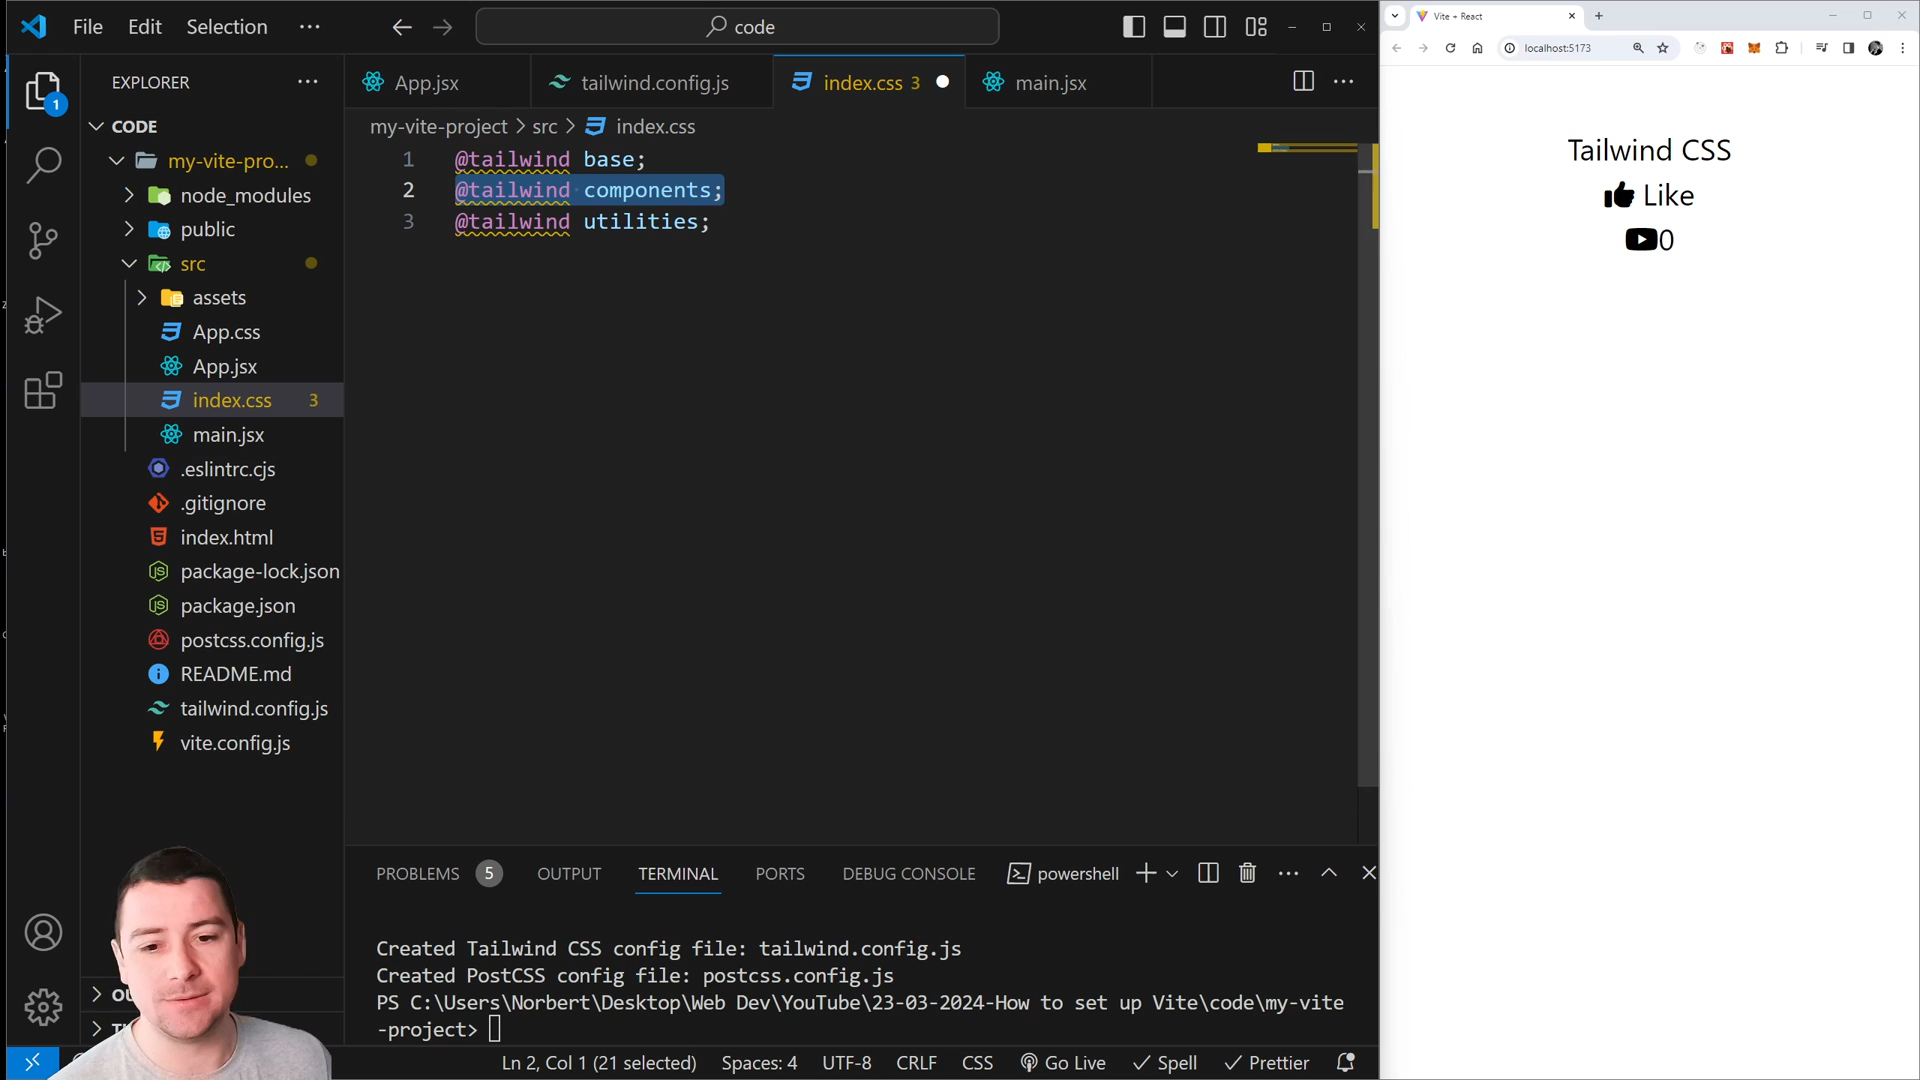 File Edit Selection ···
code
EXPLORER ···
CODE
my-vite-pro...
node_modules
public
src
assets
App.css
App.jsx
index.css 3
main.jsx
.eslintrc.cjs
.gitignore
index.html
package-lock.json
package.json
postcss.config.js
README.md
tailwind.config.js
vite.config.js
1
App.jsx tailwind.config.js index.css 3 main.jsx
my-vite-project > src > index.css
1 @tailwind base;
2 @tailwind components;
3 @tailwind utilities;
PROBLEMS 5 OUTPUT TERMINAL PORTS DEBUG CONSOLE powershell
Created Tailwind CSS config file: tailwind.config.js
Created PostCSS config file: postcss.config.js
PS C:\Users\Norbert\Desktop\Web Dev\YouTube\23-03-2024-How to set up Vite\code\my-vite
-project>
Ln 2, Col 1 (21 selected) Spaces: 4 UTF-8 CRLF CSS Go Live Spell Prettier
Vite + React
localhost:5173
Tailwind CSS
Like
0